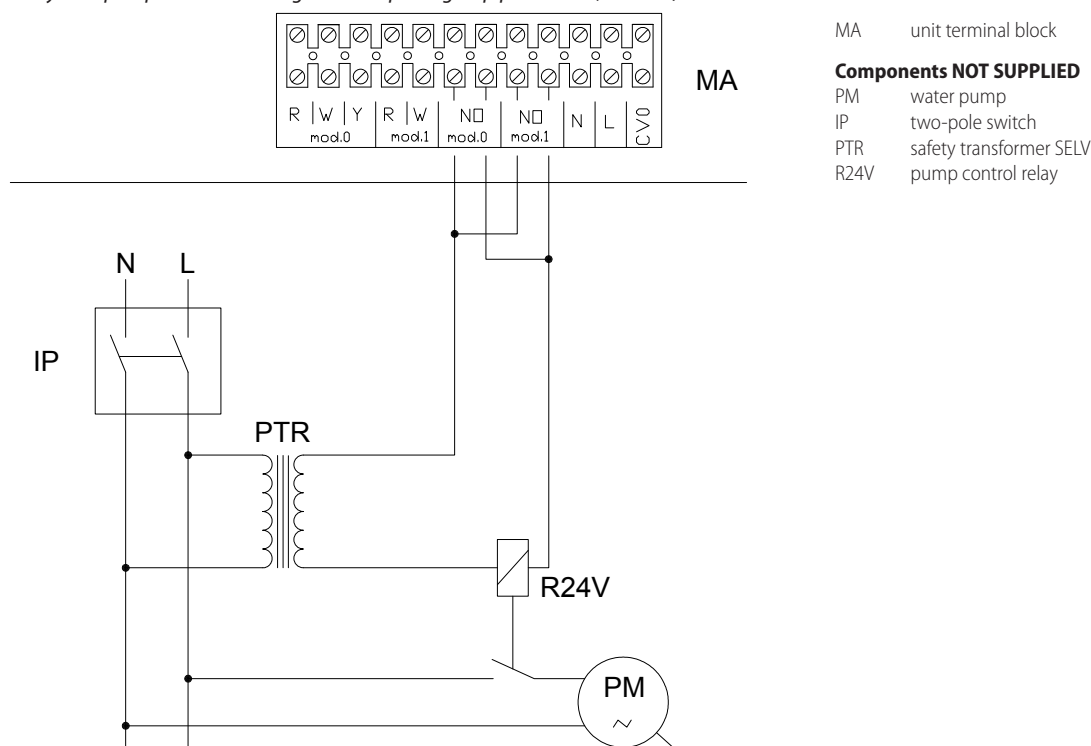 MA unit terminal block
Components NOT SUPPLIED
PM water pump
IP two-pole switch
PTR safety transformer SELV
R24V pump control relay
MA
R W Y R W NO NO N L CV0
mod.0 mod.1 mod.0 mod.1
N L
IP
PTR
R24V
PM
~